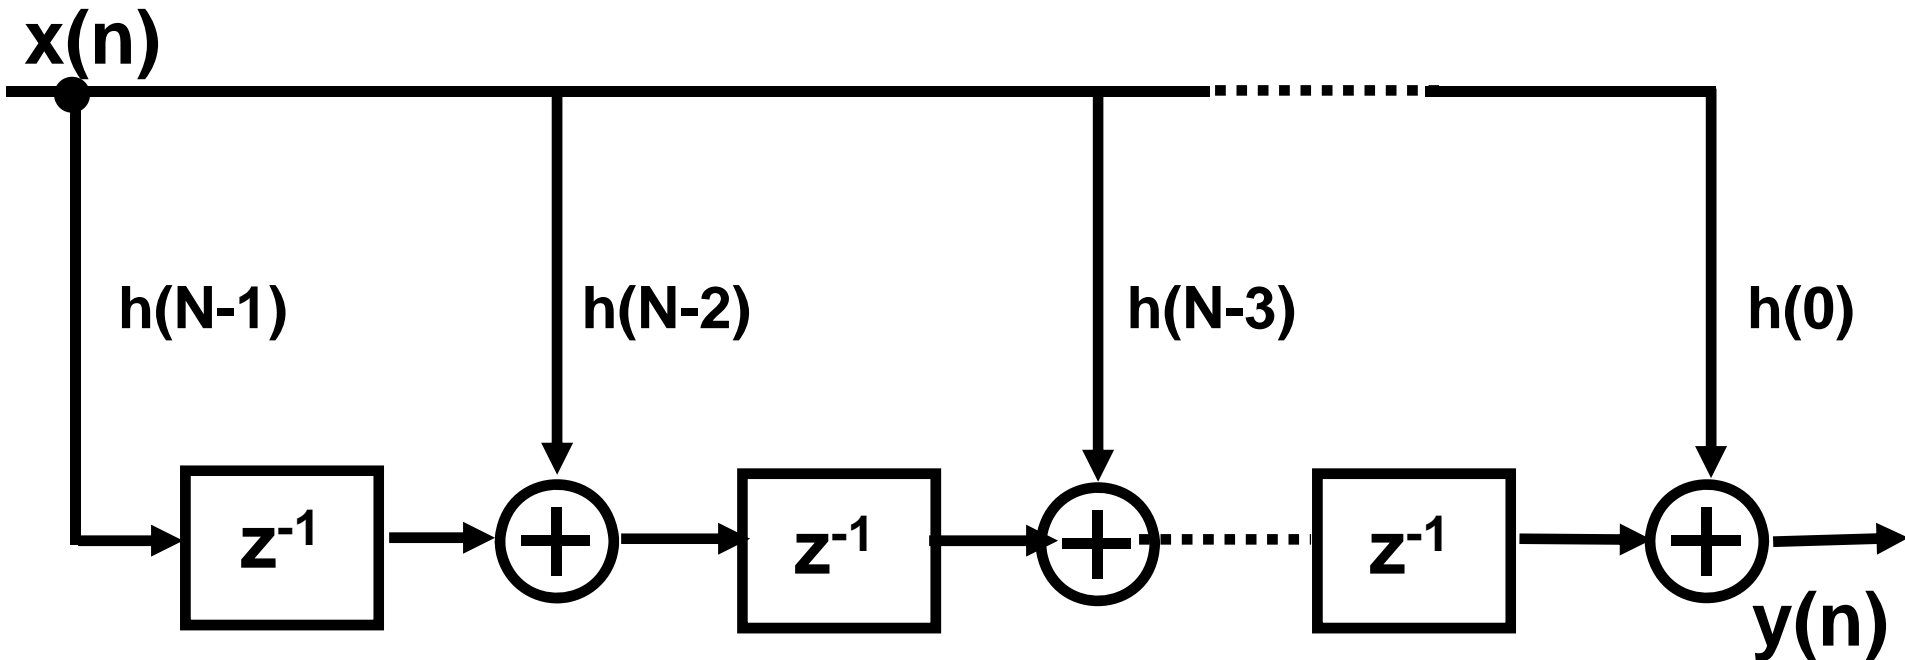 x(n)
h(N-1) h(N-2) h(N-3) h(0)
z⁻¹ z⁻¹ z⁻¹
y(n)